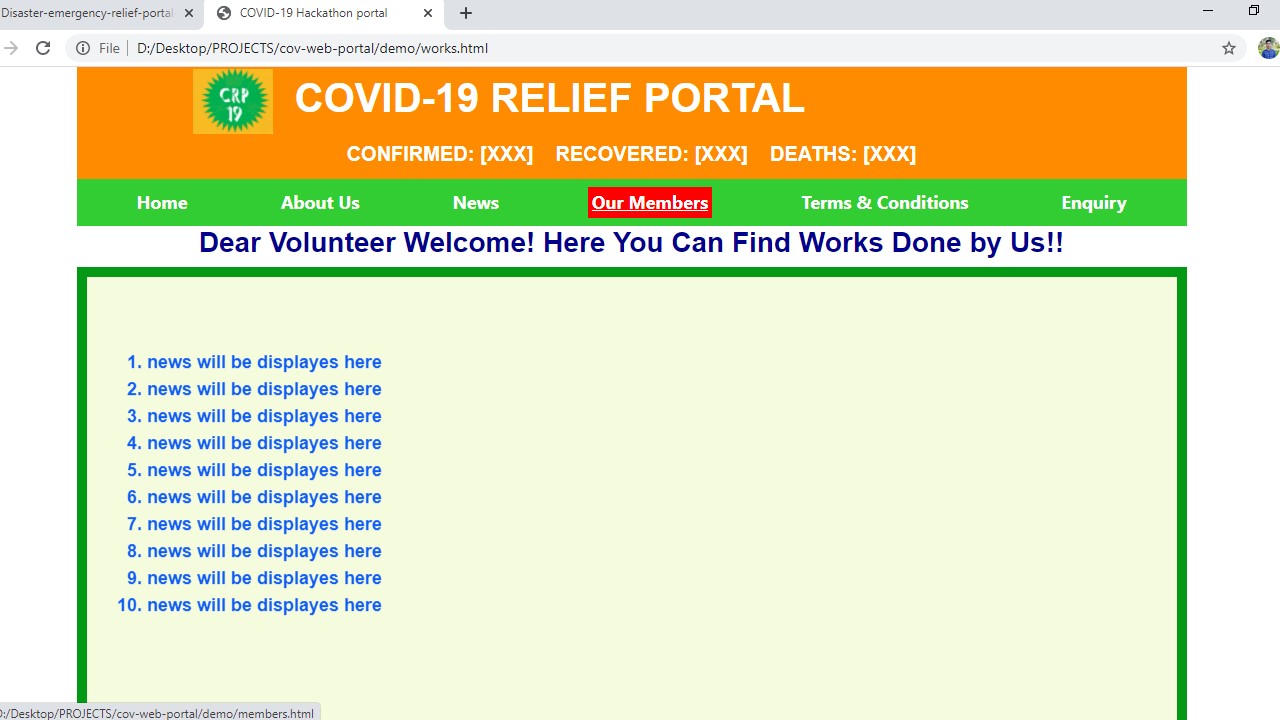 Disaster-emergency-relief-portal
COVID-19 Hackathon portal
File
D:/Desktop/PROJECTS/cov-web-portal/demo/works.html
CRP
19
COVID-19 RELIEF PORTAL
CONFIRMED: [XXX] RECOVERED: [XXX] DEATHS: [XXX]
Home About Us News Our Members Terms & Conditions Enquiry
Dear Volunteer Welcome! Here You Can Find Works Done by Us!!
1. news will be displayes here
2. news will be displayes here
3. news will be displayes here
4. news will be displayes here
5. news will be displayes here
6. news will be displayes here
7. news will be displayes here
8. news will be displayes here
9. news will be displayes here
10. news will be displayes here
D:/Desktop/PROJECTS/cov-web-portal/demo/members.html